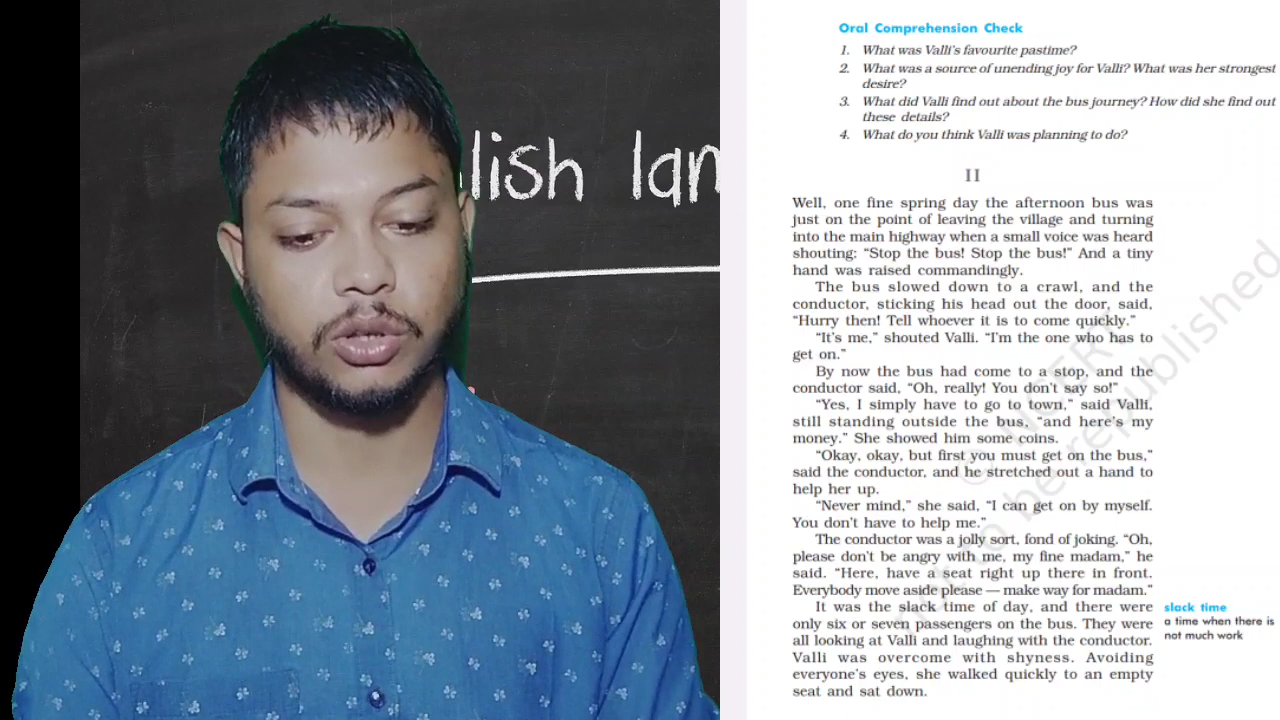 lish lan
Oral Comprehension Check
1. What was Valli's favourite pastime?
2. What was a source of unending joy for Valli? What was her strongest
desire?
3. What did Valli find out about the bus journey? How did she find out
these details?
4. What do you think Valli was planning to do?
II
Well, one fine spring day the afternoon bus was
just on the point of leaving the village and turning
into the main highway when a small voice was heard
shouting: “Stop the bus! Stop the bus!” And a tiny
hand was raised commandingly.
The bus slowed down to a crawl, and the
conductor, sticking his head out the door, said,
“Hurry then! Tell whoever it is to come quickly.”
“It's me,” shouted Valli. “I'm the one who has to
get on.”
By now the bus had come to a stop, and the
conductor said, “Oh, really! You don't say so!”
“Yes, I simply have to go to town,” said Valli,
still standing outside the bus, “and here's my
money.” She showed him some coins.
“Okay, okay, but first you must get on the bus,”
said the conductor, and he stretched out a hand to
help her up.
“Never mind,” she said, “I can get on by myself.
You don't have to help me.”
The conductor was a jolly sort, fond of joking. “Oh,
please don't be angry with me, my fine madam,” he
said. “Here, have a seat right up there in front.
Everybody move aside please — make way for madam.”
It was the slack time of day, and there were
only six or seven passengers on the bus. They were
all looking at Valli and laughing with the conductor.
Valli was overcome with shyness. Avoiding
everyone's eyes, she walked quickly to an empty
seat and sat down.
slack time
a time when there is
not much work
© NCERT
not to be republished